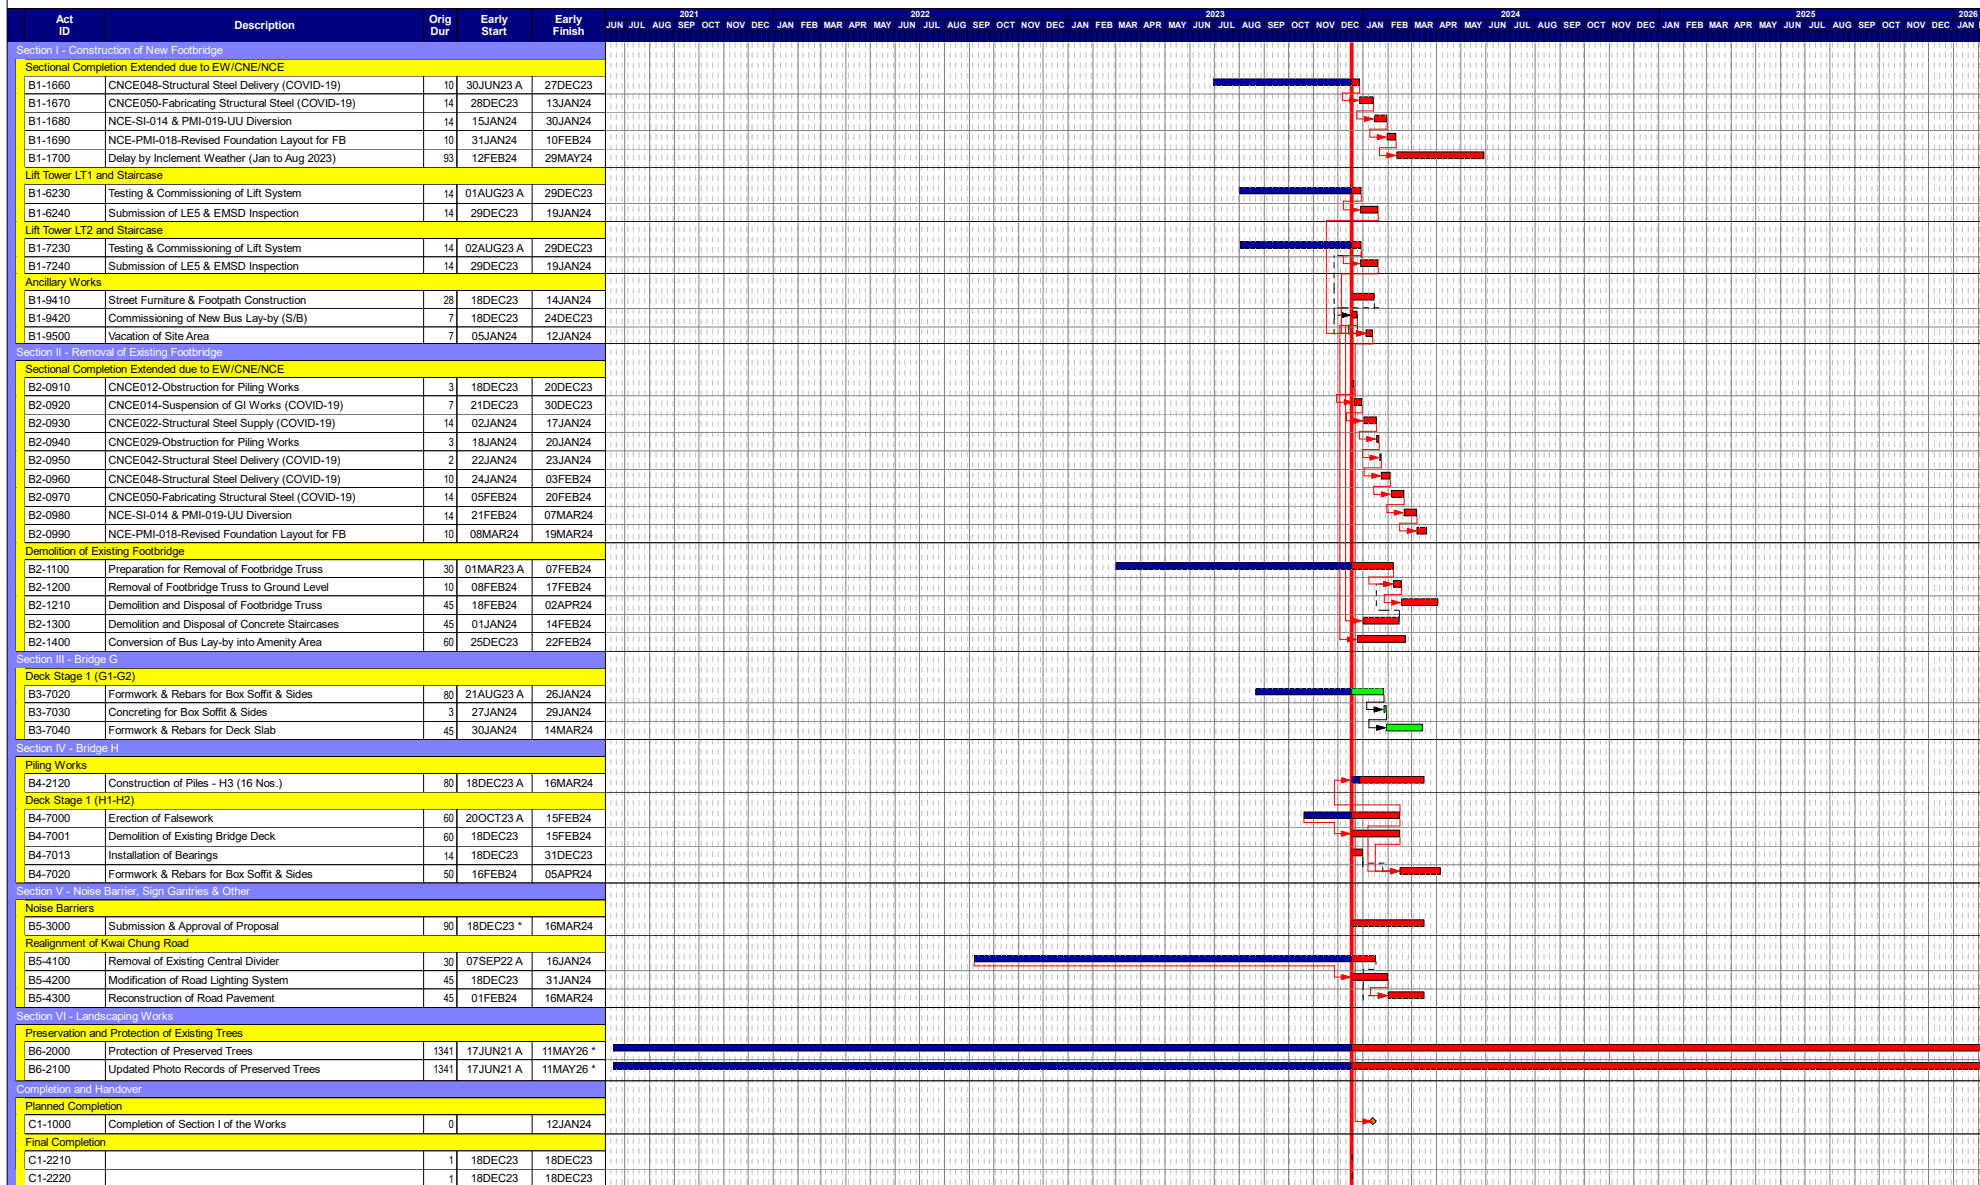 2021 2022 2023 2024 2025 2026
Act ID Description Orig Dur Early Start Early Finish
JUN JUL AUG SEP OCT NOV DEC JAN FEB MAR APR MAY JUN JUL AUG SEP OCT NOV DEC JAN FEB MAR APR MAY JUN JUL AUG SEP OCT NOV DEC JAN FEB MAR APR MAY JUN JUL AUG SEP OCT NOV DEC JAN FEB MAR APR MAY JUN JUL AUG SEP OCT NOV DEC JAN
Section I - Construction of New Footbridge
Sectional Completion Extended due to EW/CNE/NCE
B1-1660 CNCE048-Structural Steel Delivery (COVID-19) 10 30JUN23 A 27DEC23
B1-1670 CNCE050-Fabricating Structural Steel (COVID-19) 14 28DEC23 13JAN24
B1-1680 NCE-SI-014 & PMI-019-UU Diversion 14 15JAN24 30JAN24
B1-1690 NCE-PMI-018-Revised Foundation Layout for FB 10 31JAN24 10FEB24
B1-1700 Delay by Inclement Weather (Jan to Aug 2023) 93 12FEB24 29MAY24
Lift Tower LT1 and Staircase
B1-6230 Testing & Commissioning of Lift System 14 01AUG23 A 29DEC23
B1-6240 Submission of LE5 & EMSD Inspection 14 29DEC23 19JAN24
Lift Tower LT2 and Staircase
B1-7230 Testing & Commissioning of Lift System 14 02AUG23 A 29DEC23
B1-7240 Submission of LE5 & EMSD Inspection 14 29DEC23 19JAN24
Ancillary Works
B1-9410 Street Furniture & Footpath Construction 28 18DEC23 14JAN24
B1-9420 Commissioning of New Bus Lay-by (S/B) 7 18DEC23 24DEC23
B1-9500 Vacation of Site Area 7 05JAN24 12JAN24
Section II - Removal of Existing Footbridge
Sectional Completion Extended due to EW/CNE/NCE
B2-0910 CNCE012-Obstruction for Piling Works 3 18DEC23 20DEC23
B2-0920 CNCE014-Suspension of GI Works (COVID-19) 7 21DEC23 30DEC23
B2-0930 CNCE022-Structural Steel Supply (COVID-19) 14 02JAN24 17JAN24
B2-0940 CNCE029-Obstruction for Piling Works 3 18JAN24 20JAN24
B2-0950 CNCE042-Structural Steel Delivery (COVID-19) 2 22JAN24 23JAN24
B2-0960 CNCE048-Structural Steel Delivery (COVID-19) 10 24JAN24 03FEB24
B2-0970 CNCE050-Fabricating Structural Steel (COVID-19) 14 05FEB24 20FEB24
B2-0980 NCE-SI-014 & PMI-019-UU Diversion 14 21FEB24 07MAR24
B2-0990 NCE-PMI-018-Revised Foundation Layout for FB 10 08MAR24 19MAR24
Demolition of Existing Footbridge
B2-1100 Preparation for Removal of Footbridge Truss 30 01MAR23 A 07FEB24
B2-1200 Removal of Footbridge Truss to Ground Level 10 08FEB24 17FEB24
B2-1210 Demolition and Disposal of Footbridge Truss 45 18FEB24 02APR24
B2-1300 Demolition and Disposal of Concrete Staircases 45 01JAN24 14FEB24
B2-1400 Conversion of Bus Lay-by into Amenity Area 60 25DEC23 22FEB24
Section III - Bridge G
Deck Stage 1 (G1-G2)
B3-7020 Formwork & Rebars for Box Soffit & Sides 80 21AUG23 A 26JAN24
B3-7030 Concreting for Box Soffit & Sides 3 27JAN24 29JAN24
B3-7040 Formwork & Rebars for Deck Slab 45 30JAN24 14MAR24
Section IV - Bridge H
Piling Works
B4-2120 Construction of Piles - H3 (16 Nos.) 80 18DEC23 A 16MAR24
Deck Stage 1 (H1-H2)
B4-7000 Erection of Falsework 60 20OCT23 A 15FEB24
B4-7001 Demolition of Existing Bridge Deck 60 18DEC23 15FEB24
B4-7013 Installation of Bearings 14 18DEC23 31DEC23
B4-7020 Formwork & Rebars for Box Soffit & Sides 50 16FEB24 05APR24
Section V - Noise Barrier, Sign Gantries & Other
Noise Barriers
B5-3000 Submission & Approval of Proposal 90 18DEC23 * 16MAR24
Realignment of Kwai Chung Road
B5-4100 Removal of Existing Central Divider 30 07SEP22 A 16JAN24
B5-4200 Modification of Road Lighting System 45 18DEC23 31JAN24
B5-4300 Reconstruction of Road Pavement 45 01FEB24 16MAR24
Section VI - Landscaping Works
Preservation and Protection of Existing Trees
B6-2000 Protection of Preserved Trees 1341 17JUN21 A 11MAY26 *
B6-2100 Updated Photo Records of Preserved Trees 1341 17JUN21 A 11MAY26 *
Completion and Handover
Planned Completion
C1-1000 Completion of Section I of the Works 0 12JAN24
Final Completion
C1-2210 1 18DEC23 18DEC23
C1-2220 1 18DEC23 18DEC23